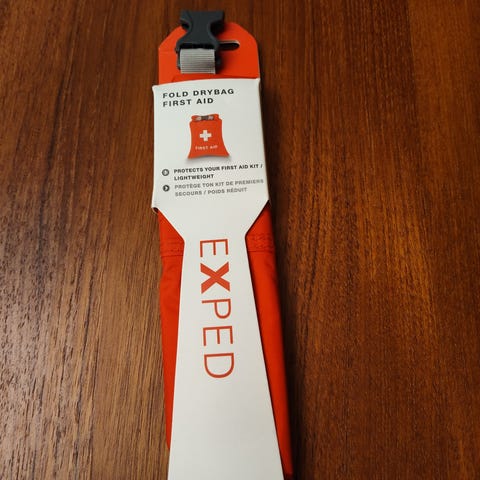 FOLD DRYBAG
FIRST AID
FIRST AID
PROTECTS YOUR FIRST AID KIT /
LIGHTWEIGHT
PROTÈGE TON KIT DE PREMIERS
SECOURS / POIDS RÉDUIT
EXPED